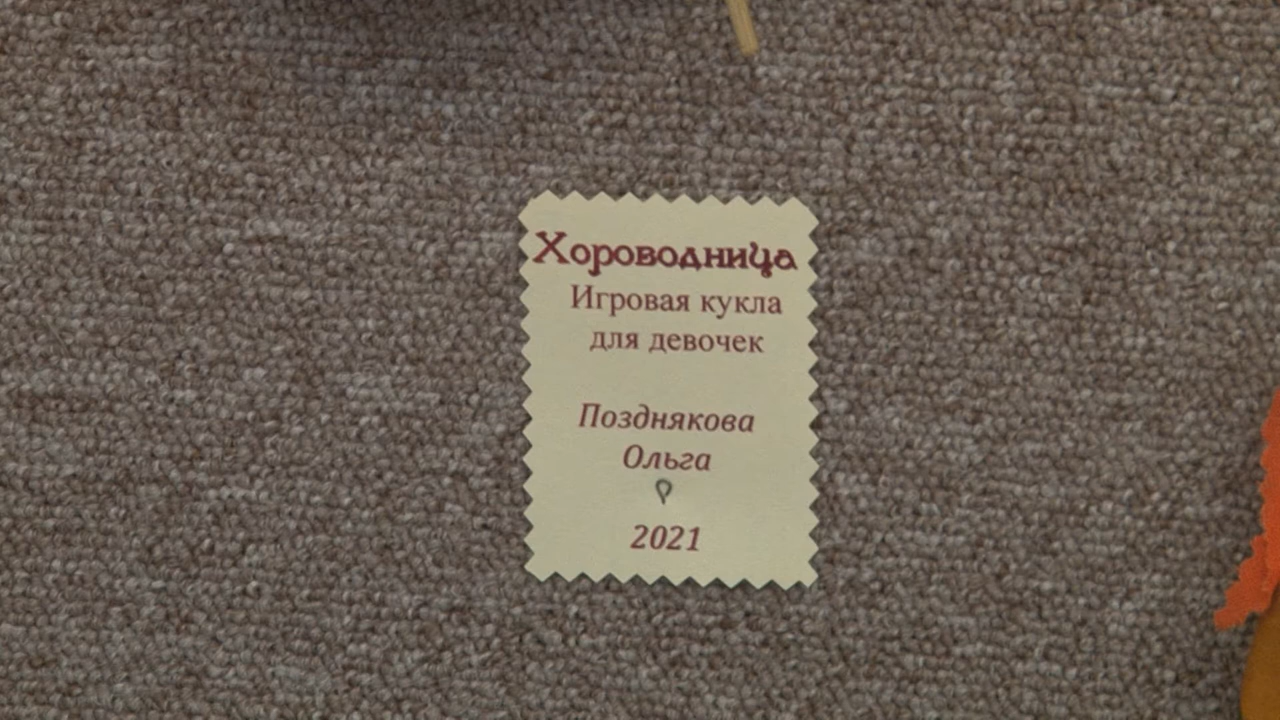 Хороводница
Игровая кукла
для девочек
Позднякова
Ольга
2021